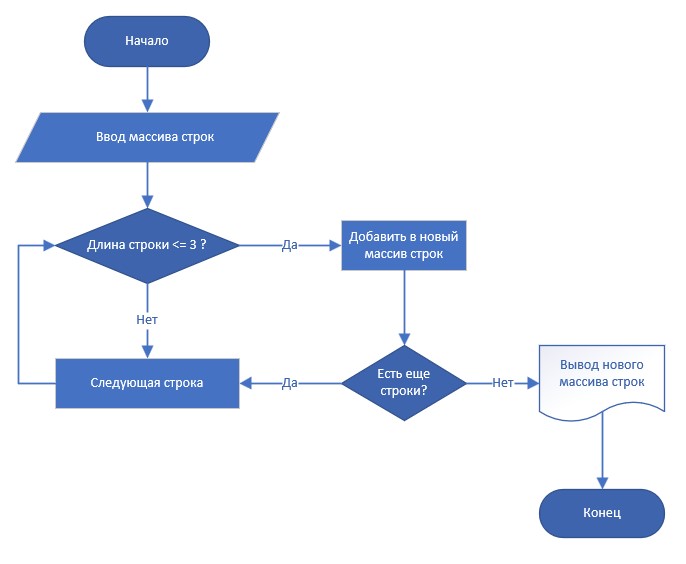 Начало
Ввод массива строк
Длина строки <= 3 ?
Да
Добавить в новый
массив строк
Нет
Следующая строка
Да
Есть еще
строки?
Нет
Вывод нового
массива строк
Конец